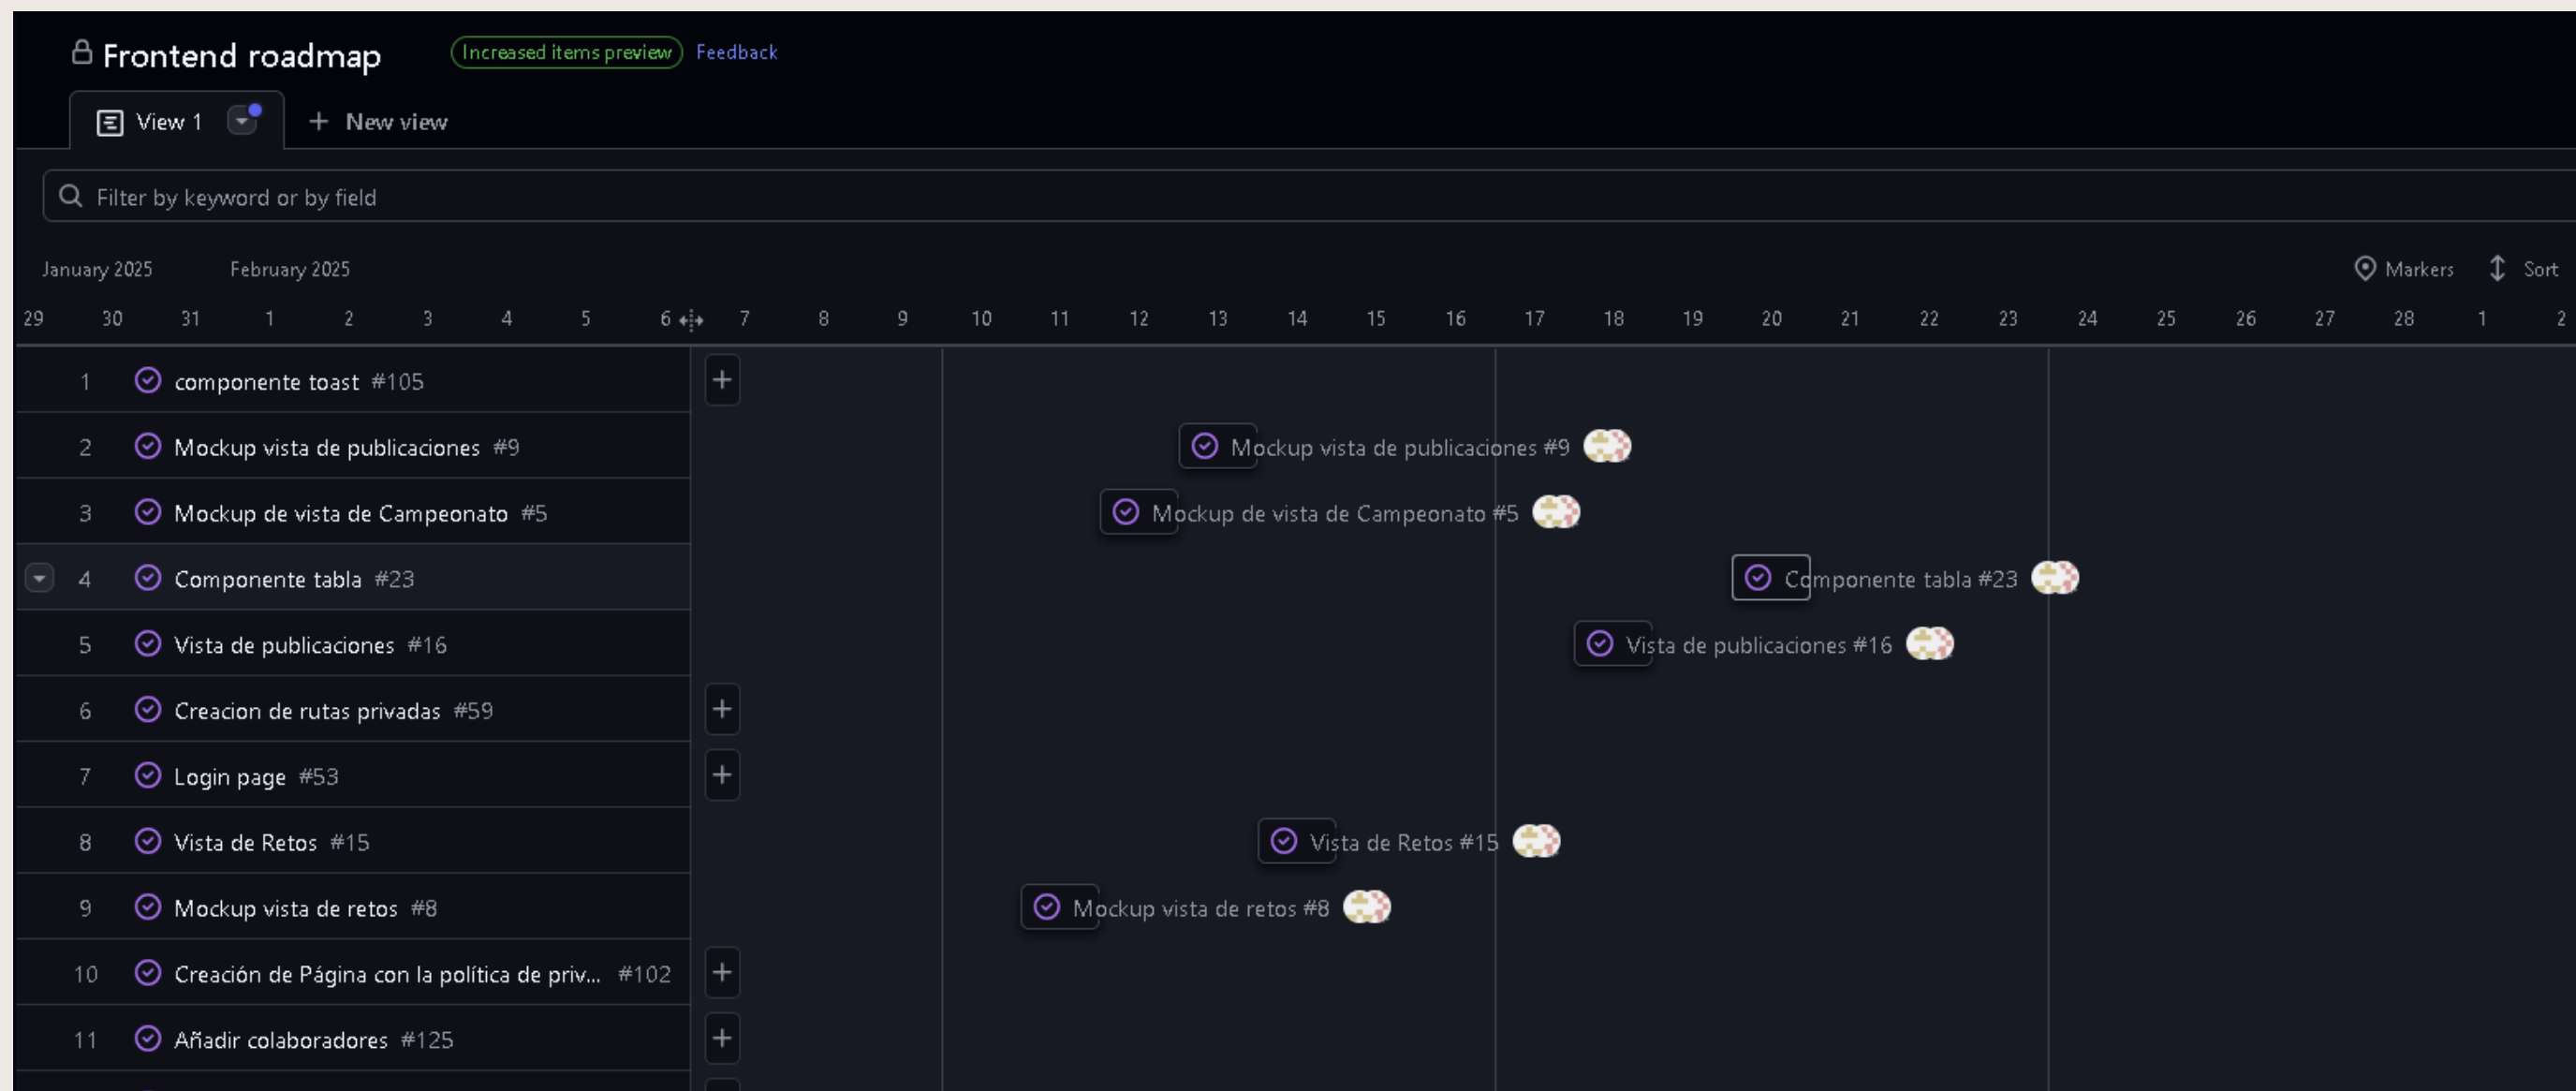 Frontend roadmap Increased items preview Feedback
View 1 + New view
Filter by keyword or by field
January 2025 February 2025 Markers Sort
29 30 31 1 2 3 4 5 6 7 8 9 10 11 12 13 14 15 16 17 18 19 20 21 22 23 24 25 26 27 28 1 2
1 componente toast #105 +
2 Mockup vista de publicaciones #9 Mockup vista de publicaciones #9
3 Mockup de vista de Campeonato #5 Mockup de vista de Campeonato #5
4 Componente tabla #23 Componente tabla #23
5 Vista de publicaciones #16 Vista de publicaciones #16
6 Creacion de rutas privadas #59 +
7 Login page #53 +
8 Vista de Retos #15 Vista de Retos #15
9 Mockup vista de retos #8 Mockup vista de retos #8
10 Creación de Página con la política de priv... #102 +
11 Añadir colaboradores #125 +